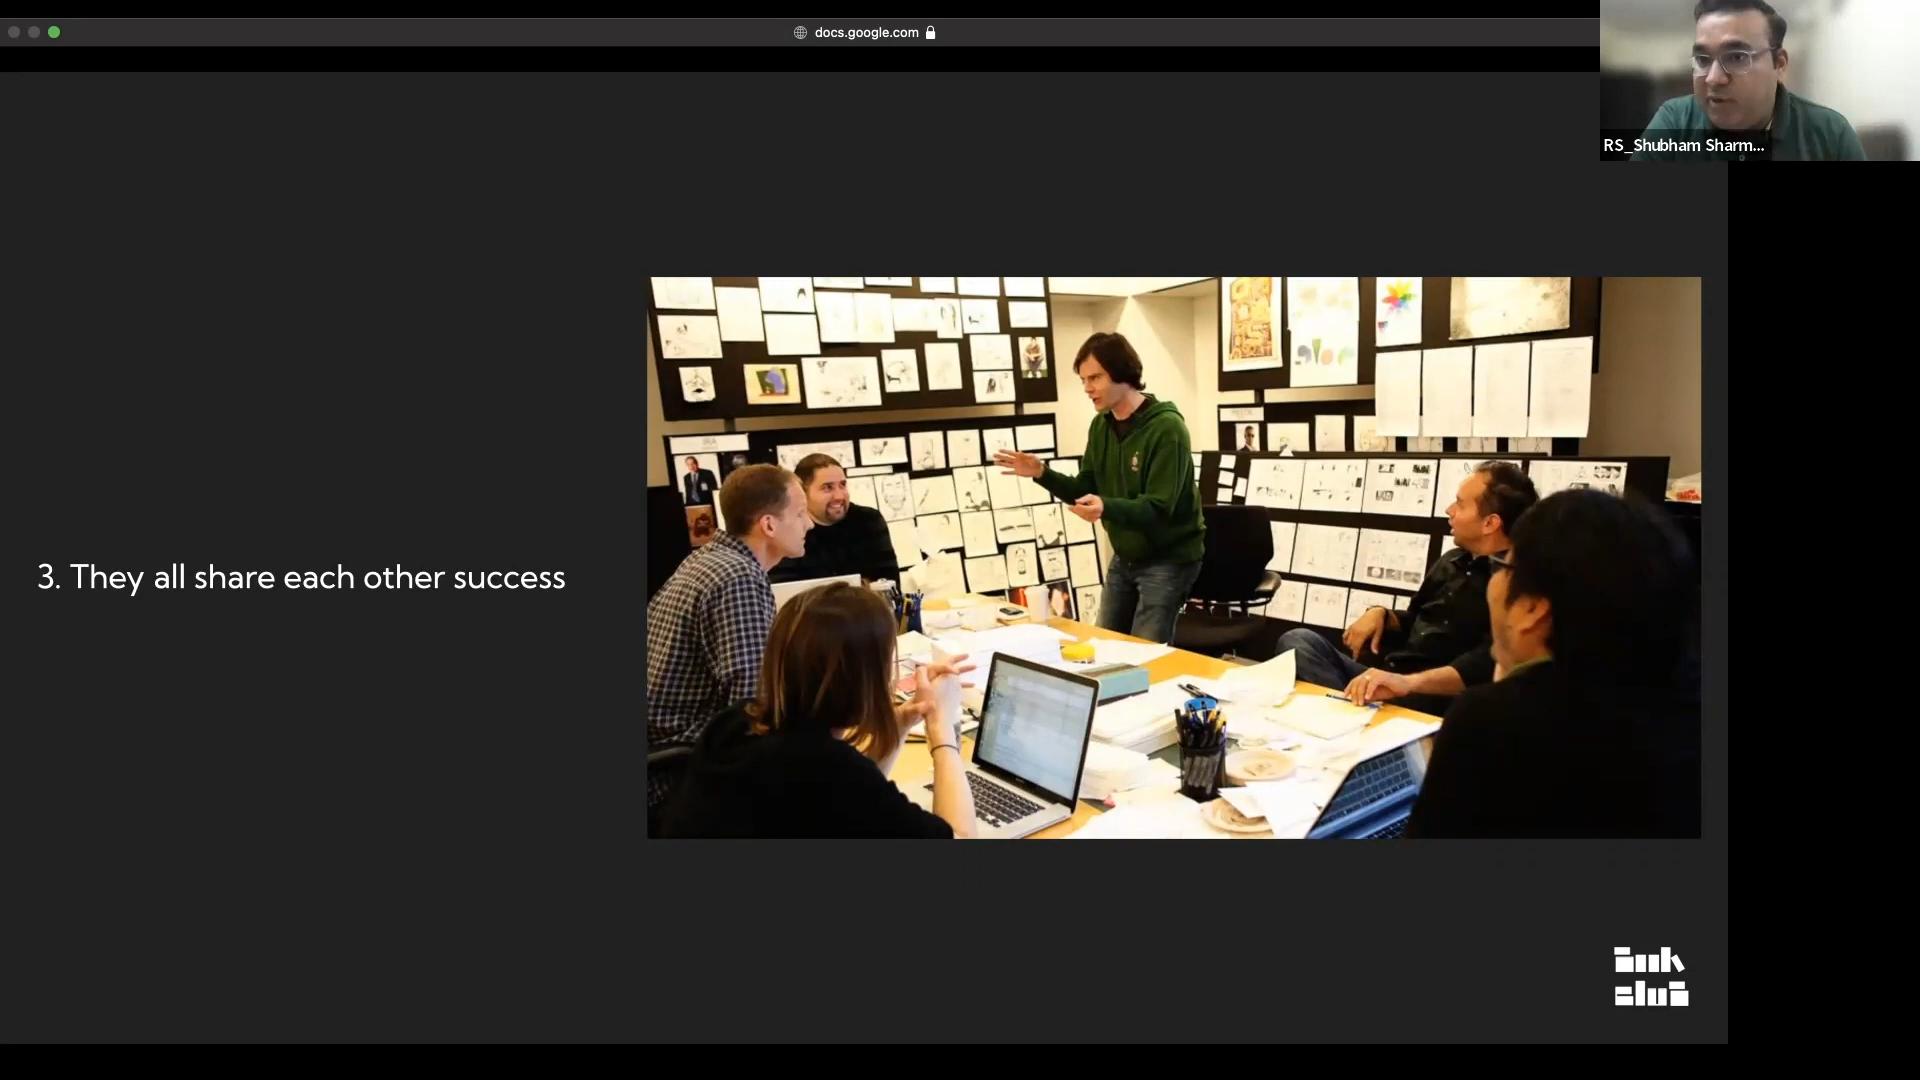 docs.google.com
RS_Shubham Sharm...
3. They all share each other success